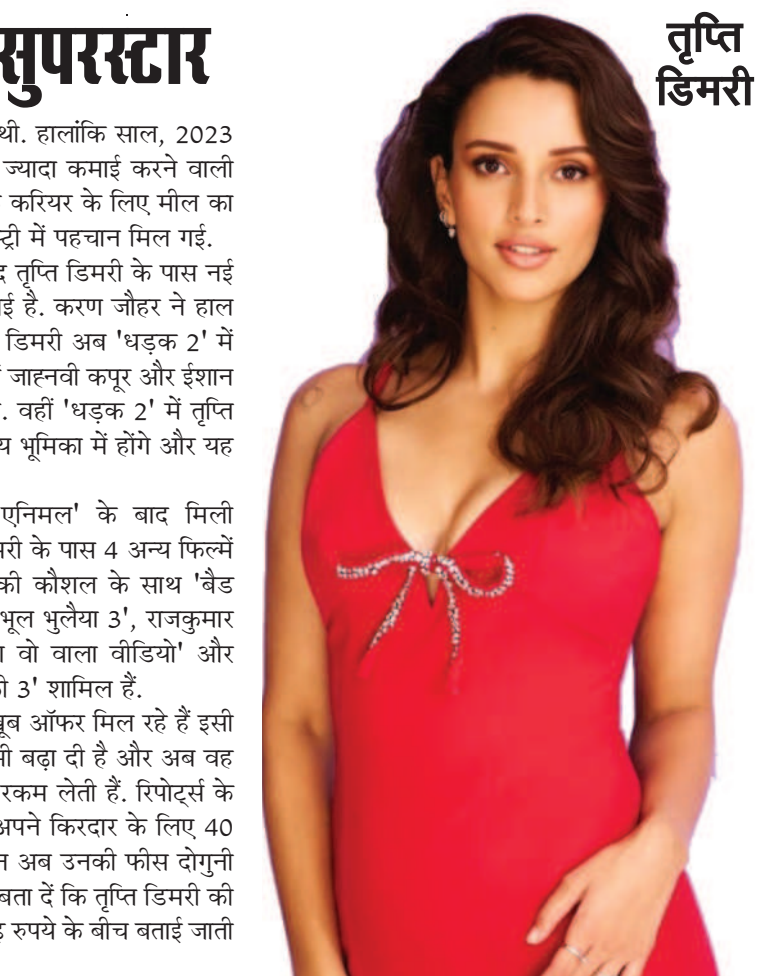 सुपरस्टार
तृप्ति
डिमरी
थी. हालांकि साल, 2023
ज्यादा कमाई करने वाली
करियर के लिए मील का
में पहचान मिल गई.
तृप्ति डिमरी के पास नई
है. करण जौहर ने हाल
डिमरी अब 'धड़क 2' में
जाह्नवी कपूर और ईशान
वहीं 'धड़क 2' में तृप्ति
भूमिका में होंगे और यह
एनिमल' के बाद मिली
के पास 4 अन्य फिल्में
कौशल के साथ 'बैड
भूल भुलैया 3', राजकुमार
वो वाला वीडियो' और
3' शामिल हैं.
ऑफर मिल रहे हैं इसी
बढ़ा दी है और अब वह
रकम लेती हैं. रिपोर्ट्स के
अपने किरदार के लिए 40
अब उनकी फीस दोगुनी
बता दें कि तृप्ति डिमरी की
रुपये के बीच बताई जाती